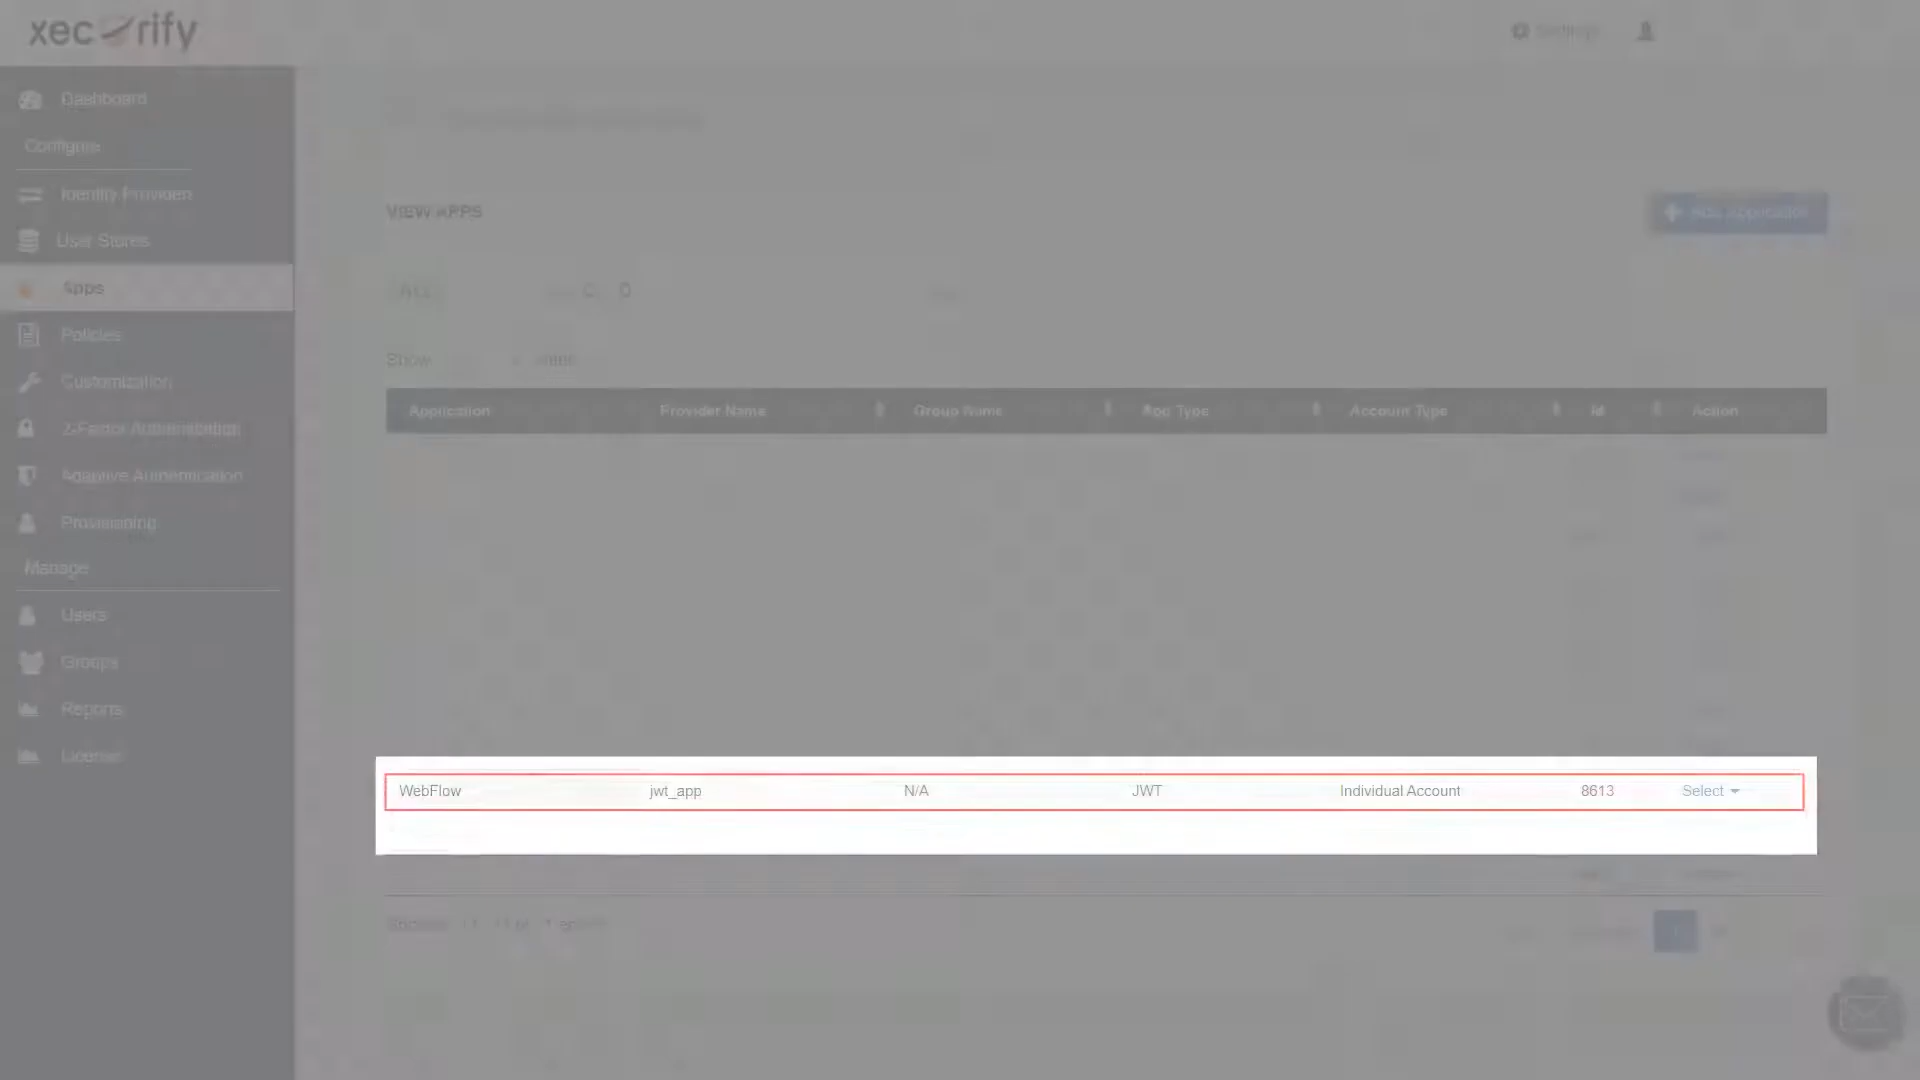 xecurify
Settings
Dashboard
Configure
Identity Providers
User Stores
Apps
Policies
Customization
2-Factor Authentication
Adaptive Authentication
Provisioning
Manage
Users
Groups
Reports
License
VIEW APPS
Add Application
Show
Application Provider Name Group Name App Type Account Type Id Action
WebFlow jwt_app N/A JWT Individual Account 8613 Select